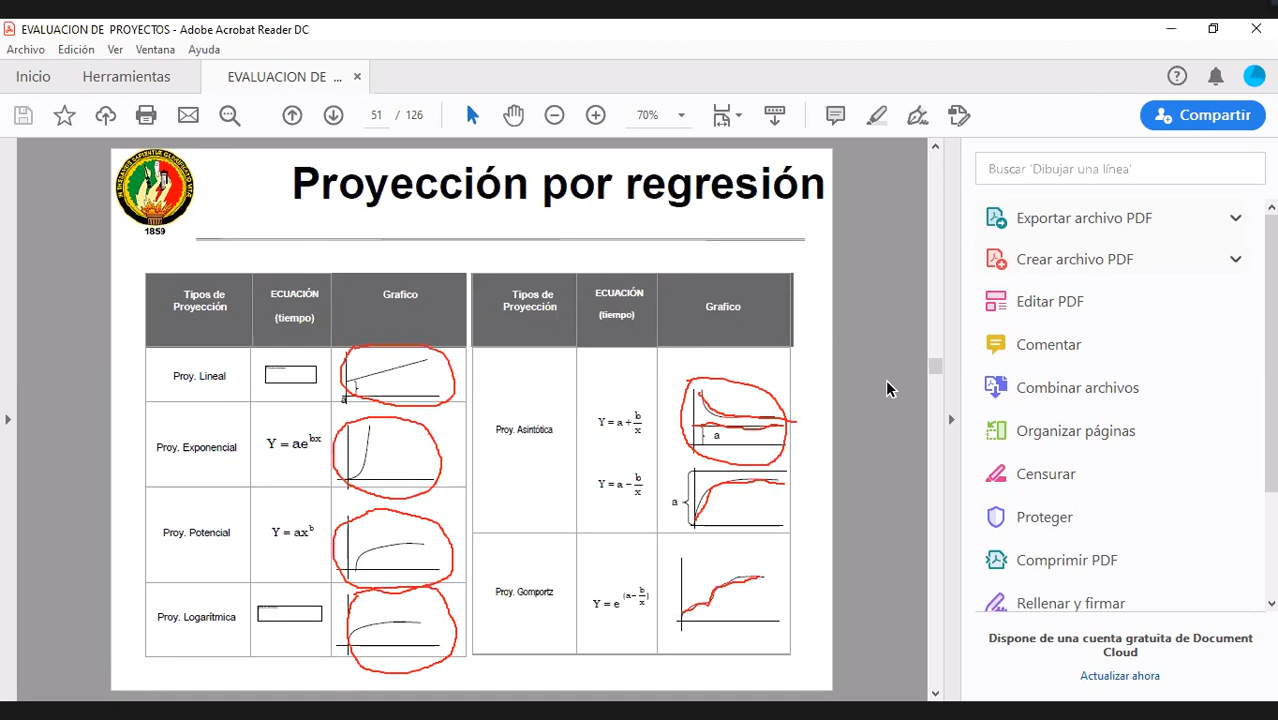 EVALUACION DE PROYECTOS - Adobe Acrobat Reader DC
Archivo Edición Ver Ventana Ayuda
Inicio Herramientas EVALUACION DE ... ×
51 / 126 70%
Compartir
1859
Proyección por regresión
Tipos de Proyección
ECUACIÓN (tiempo)
Grafico
Proy. Lineal
a
Proy. Exponencial
Y = ae^bx
Proy. Potencial
Y = ax^b
Proy. Logarítmica
Tipos de Proyección
ECUACIÓN (tiempo)
Grafico
Proy. Asintótica
Y = a + b/x
a
Y = a − b/x
a
Proy. Gomportz
Y = e^(a − b/x)
Buscar 'Dibujar una línea'
Exportar archivo PDF
Crear archivo PDF
Editar PDF
Comentar
Combinar archivos
Organizar páginas
Censurar
Proteger
Comprimir PDF
Rellenar y firmar
Dispone de una cuenta gratuita de Document
Cloud
Actualizar ahora